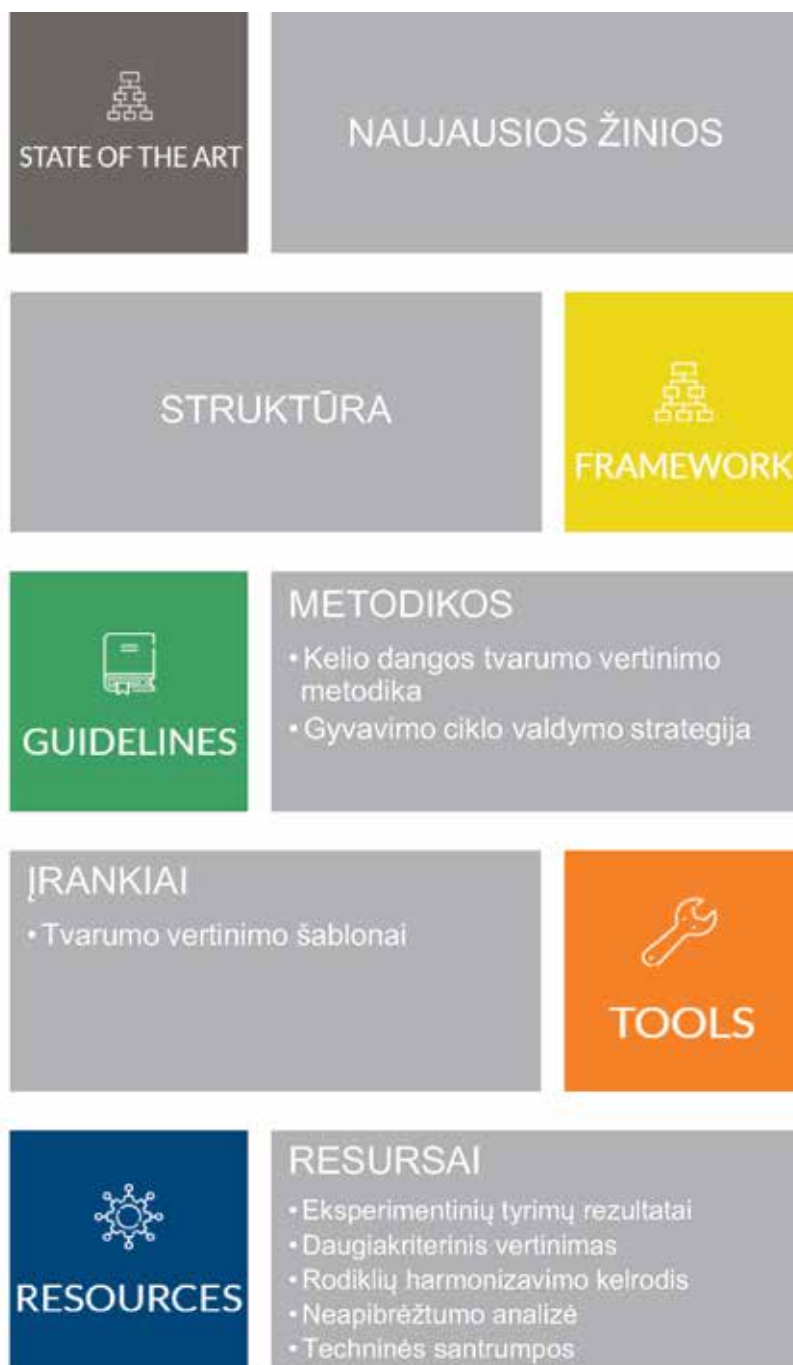 STATE OF THE ART
NAUJAUSIOS ŽINIOS
STRUKTŪRA
FRAMEWORK
GUIDELINES
METODIKOS
• Kelio dangos tvarumo vertinimo
metodika
• Gyvavimo ciklo valdymo strategija
ĮRANKIAI
• Tvarumo vertinimo šablonai
TOOLS
RESOURCES
RESURSAI
• Eksperimentinių tyrimų rezultatai
• Daugiakriterinis vertinimas
• Rodiklių harmonizavimo kelrodis
• Neapibrėžtumo analizė
• Techninės santrumpos